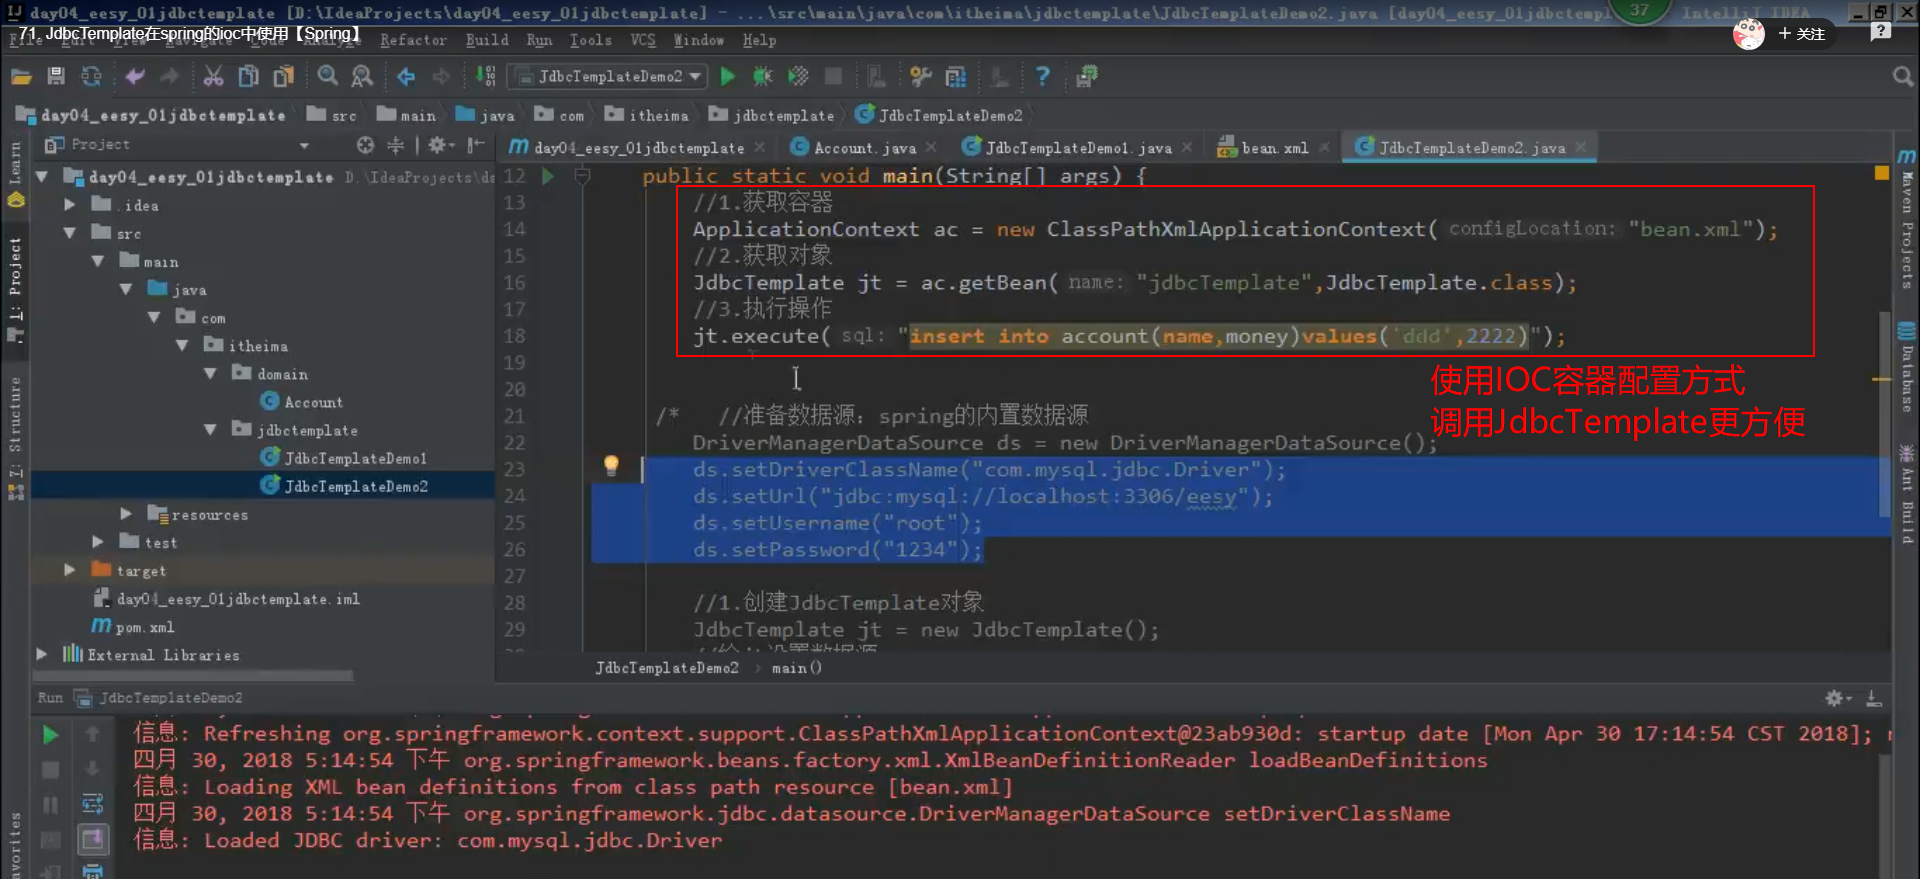 day04_eesy_01jdbctemplate [D:\IdeaProjects\day04_eesy_01jdbctemplate] - ...\src\main\java\com\itheima\jdbctemplate\JdbcTemplateDemo2.java [day04_eesy_01jdbctempl
37
IntelliJ IDEA
71. JdbcTemplate在spring的ioc中使用【Spring】
+ 关注
File Edit View Navigate Code Refactor Build Run Tools VCS Window Help
JdbcTemplateDemo2
day04_eesy_01jdbctemplate src main java com itheima jdbctemplate JdbcTemplateDemo2
Project
day04_eesy_01jdbctemplate Account.java JdbcTemplateDemo1.java bean.xml JdbcTemplateDemo2.java
Learn
1: Project
7: Structure
avorites
day04_eesy_01jdbctemplate D:\IdeaProjects\da
.idea
src
main
java
com
itheima
domain
Account
jdbctemplate
JdbcTemplateDemo1
JdbcTemplateDemo2
resources
test
target
day04_eesy_01jdbctemplate.iml
pom.xml
External Libraries
12 public static void main(String[] args) {
13 //1.获取容器
14 ApplicationContext ac = new ClassPathXmlApplicationContext( configLocation: "bean.xml");
15 //2.获取对象
16 JdbcTemplate jt = ac.getBean( name: "jdbcTemplate",JdbcTemplate.class);
17 //3.执行操作
18 jt.execute( sql: "insert into account(name,money)values('ddd',2222)");
19
20
使用IOC容器配置方式
调用JdbcTemplate更方便
21 /* //准备数据源：spring的内置数据源
22 DriverManagerDataSource ds = new DriverManagerDataSource();
23 ds.setDriverClassName("com.mysql.jdbc.Driver");
24 ds.setUrl("jdbc:mysql://localhost:3306/eesy");
25 ds.setUsername("root");
26 ds.setPassword("1234");
27
28 //1.创建JdbcTemplate对象
29 JdbcTemplate jt = new JdbcTemplate();
JdbcTemplateDemo2 > main()
Maven Projects
Database
Ant Build
Run JdbcTemplateDemo2
信息: Refreshing org.springframework.context.support.ClassPathXmlApplicationContext@23ab930d: startup date [Mon Apr 30 17:14:54 CST 2018]; r
四月 30, 2018 5:14:54 下午 org.springframework.beans.factory.xml.XmlBeanDefinitionReader loadBeanDefinitions
信息: Loading XML bean definitions from class path resource [bean.xml]
四月 30, 2018 5:14:54 下午 org.springframework.jdbc.datasource.DriverManagerDataSource setDriverClassName
信息: Loaded JDBC driver: com.mysql.jdbc.Driver